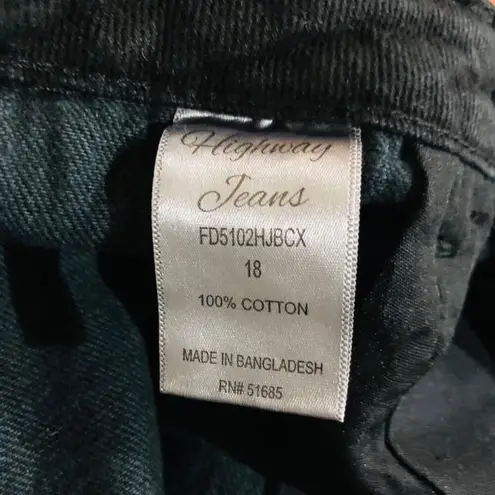 Highway
Jeans
FD5102HJBCX
18
100% COTTON
MADE IN BANGLADESH
RN# 51685